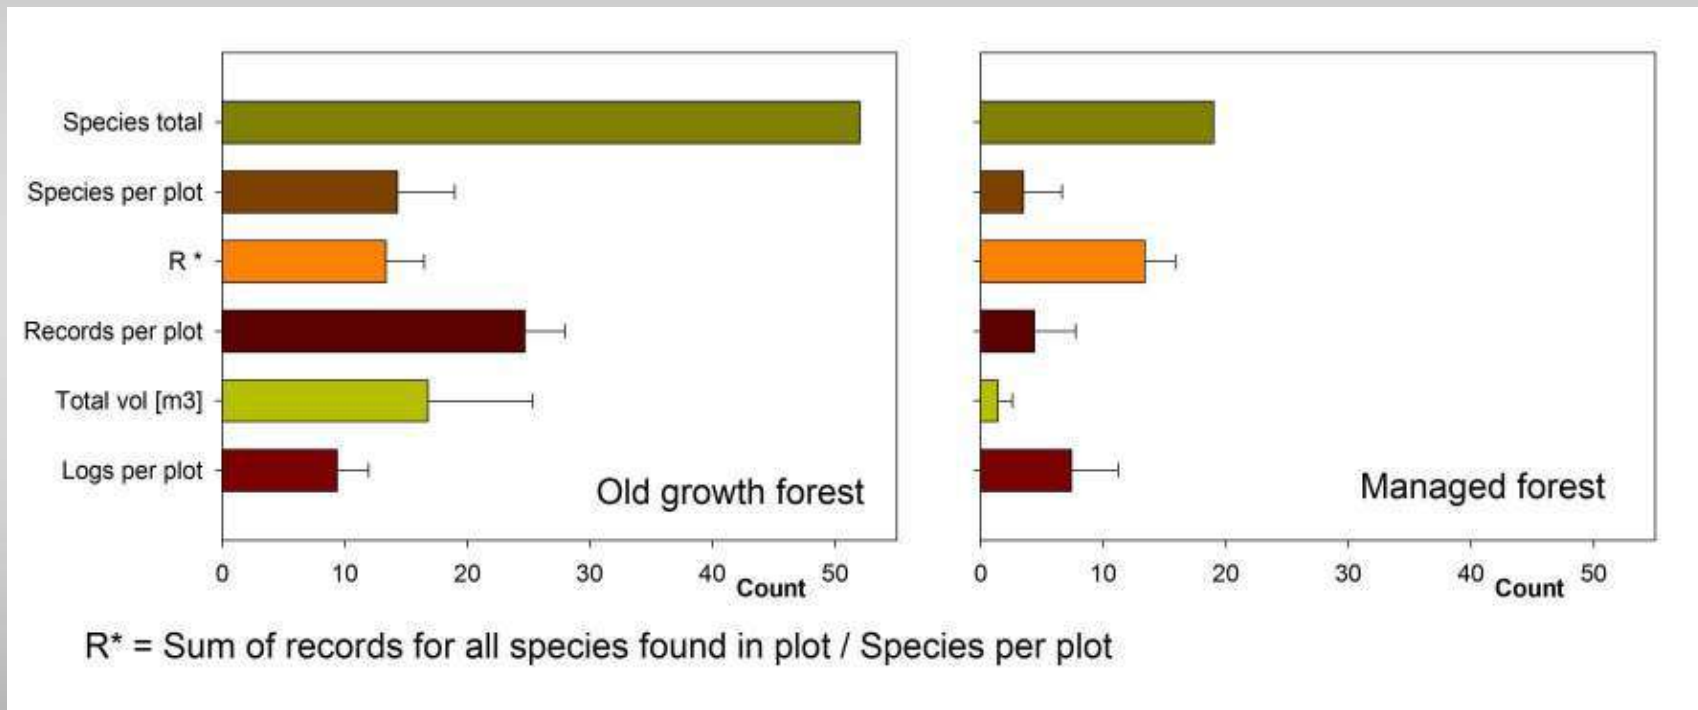 Species total
Species per plot
R *
Records per plot
Total vol [m3]
Logs per plot
Old growth forest
0 10 20 30 40 50
Count
Managed forest
0 10 20 30 40 50
Count
R* = Sum of records for all species found in plot / Species per plot